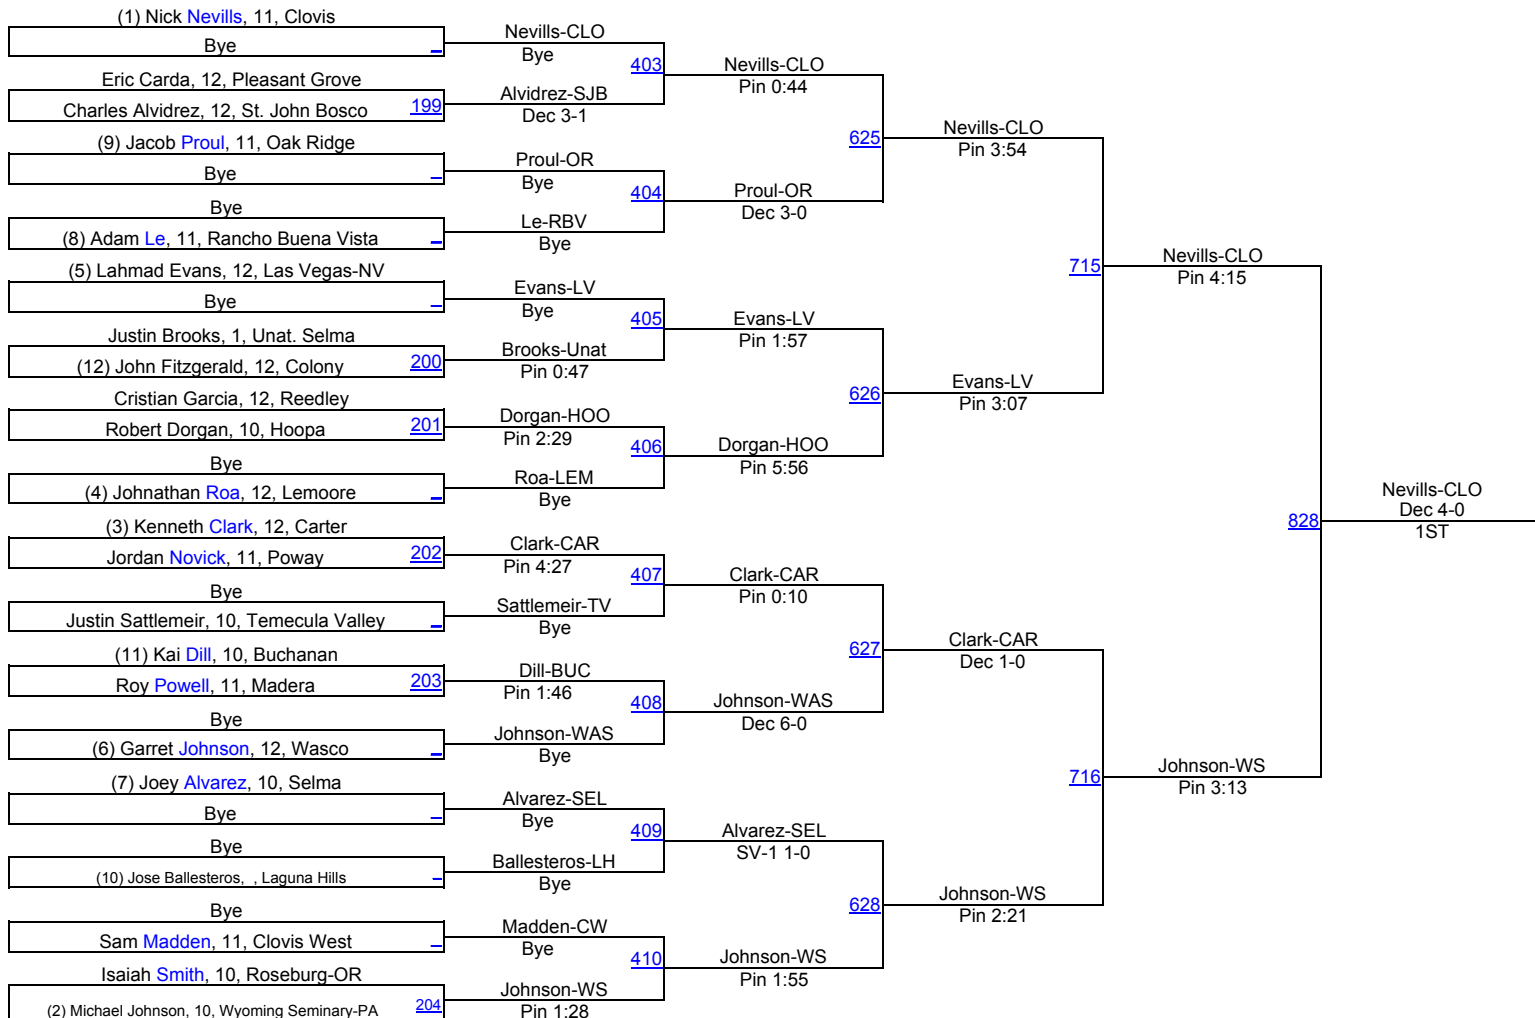 (1) Nick Nevills, 11, Clovis
Bye
Eric Carda, 12, Pleasant Grove
Charles Alvidrez, 12, St. John Bosco 199
(9) Jacob Proul, 11, Oak Ridge
Bye
Bye
(8) Adam Le, 11, Rancho Buena Vista
(5) Lahmad Evans, 12, Las Vegas-NV
Bye
Justin Brooks, 1, Unat. Selma
(12) John Fitzgerald, 12, Colony 200
Cristian Garcia, 12, Reedley
Robert Dorgan, 10, Hoopa 201
Bye
(4) Johnathan Roa, 12, Lemoore
(3) Kenneth Clark, 12, Carter
Jordan Novick, 11, Poway 202
Bye
Justin Sattlemeir, 10, Temecula Valley
(11) Kai Dill, 10, Buchanan
Roy Powell, 11, Madera 203
Bye
(6) Garret Johnson, 12, Wasco
(7) Joey Alvarez, 10, Selma
Bye
Bye
(10) Jose Ballesteros, , Laguna Hills
Bye
Sam Madden, 11, Clovis West
Isaiah Smith, 10, Roseburg-OR
(2) Michael Johnson, 10, Wyoming Seminary-PA 204
Nevills-CLO
Bye
403
Alvidrez-SJB
Dec 3-1
Proul-OR
Bye
404
Le-RBV
Bye
Evans-LV
Bye
405
Brooks-Unat
Pin 0:47
Dorgan-HOO
Pin 2:29
406
Roa-LEM
Bye
Clark-CAR
Pin 4:27
407
Sattlemeir-TV
Bye
Dill-BUC
Pin 1:46
408
Johnson-WAS
Bye
Alvarez-SEL
Bye
409
Ballesteros-LH
Bye
Madden-CW
Bye
410
Johnson-WS
Pin 1:28
Nevills-CLO
Pin 0:44
625
Proul-OR
Dec 3-0
Evans-LV
Pin 1:57
626
Dorgan-HOO
Pin 5:56
Clark-CAR
Pin 0:10
627
Johnson-WAS
Dec 6-0
Alvarez-SEL
SV-1 1-0
628
Johnson-WS
Pin 1:55
Nevills-CLO
Pin 3:54
715
Evans-LV
Pin 3:07
Clark-CAR
Dec 1-0
716
Johnson-WS
Pin 2:21
Nevills-CLO
Pin 4:15
828
Johnson-WS
Pin 3:13
Nevills-CLO
Dec 4-0
1ST